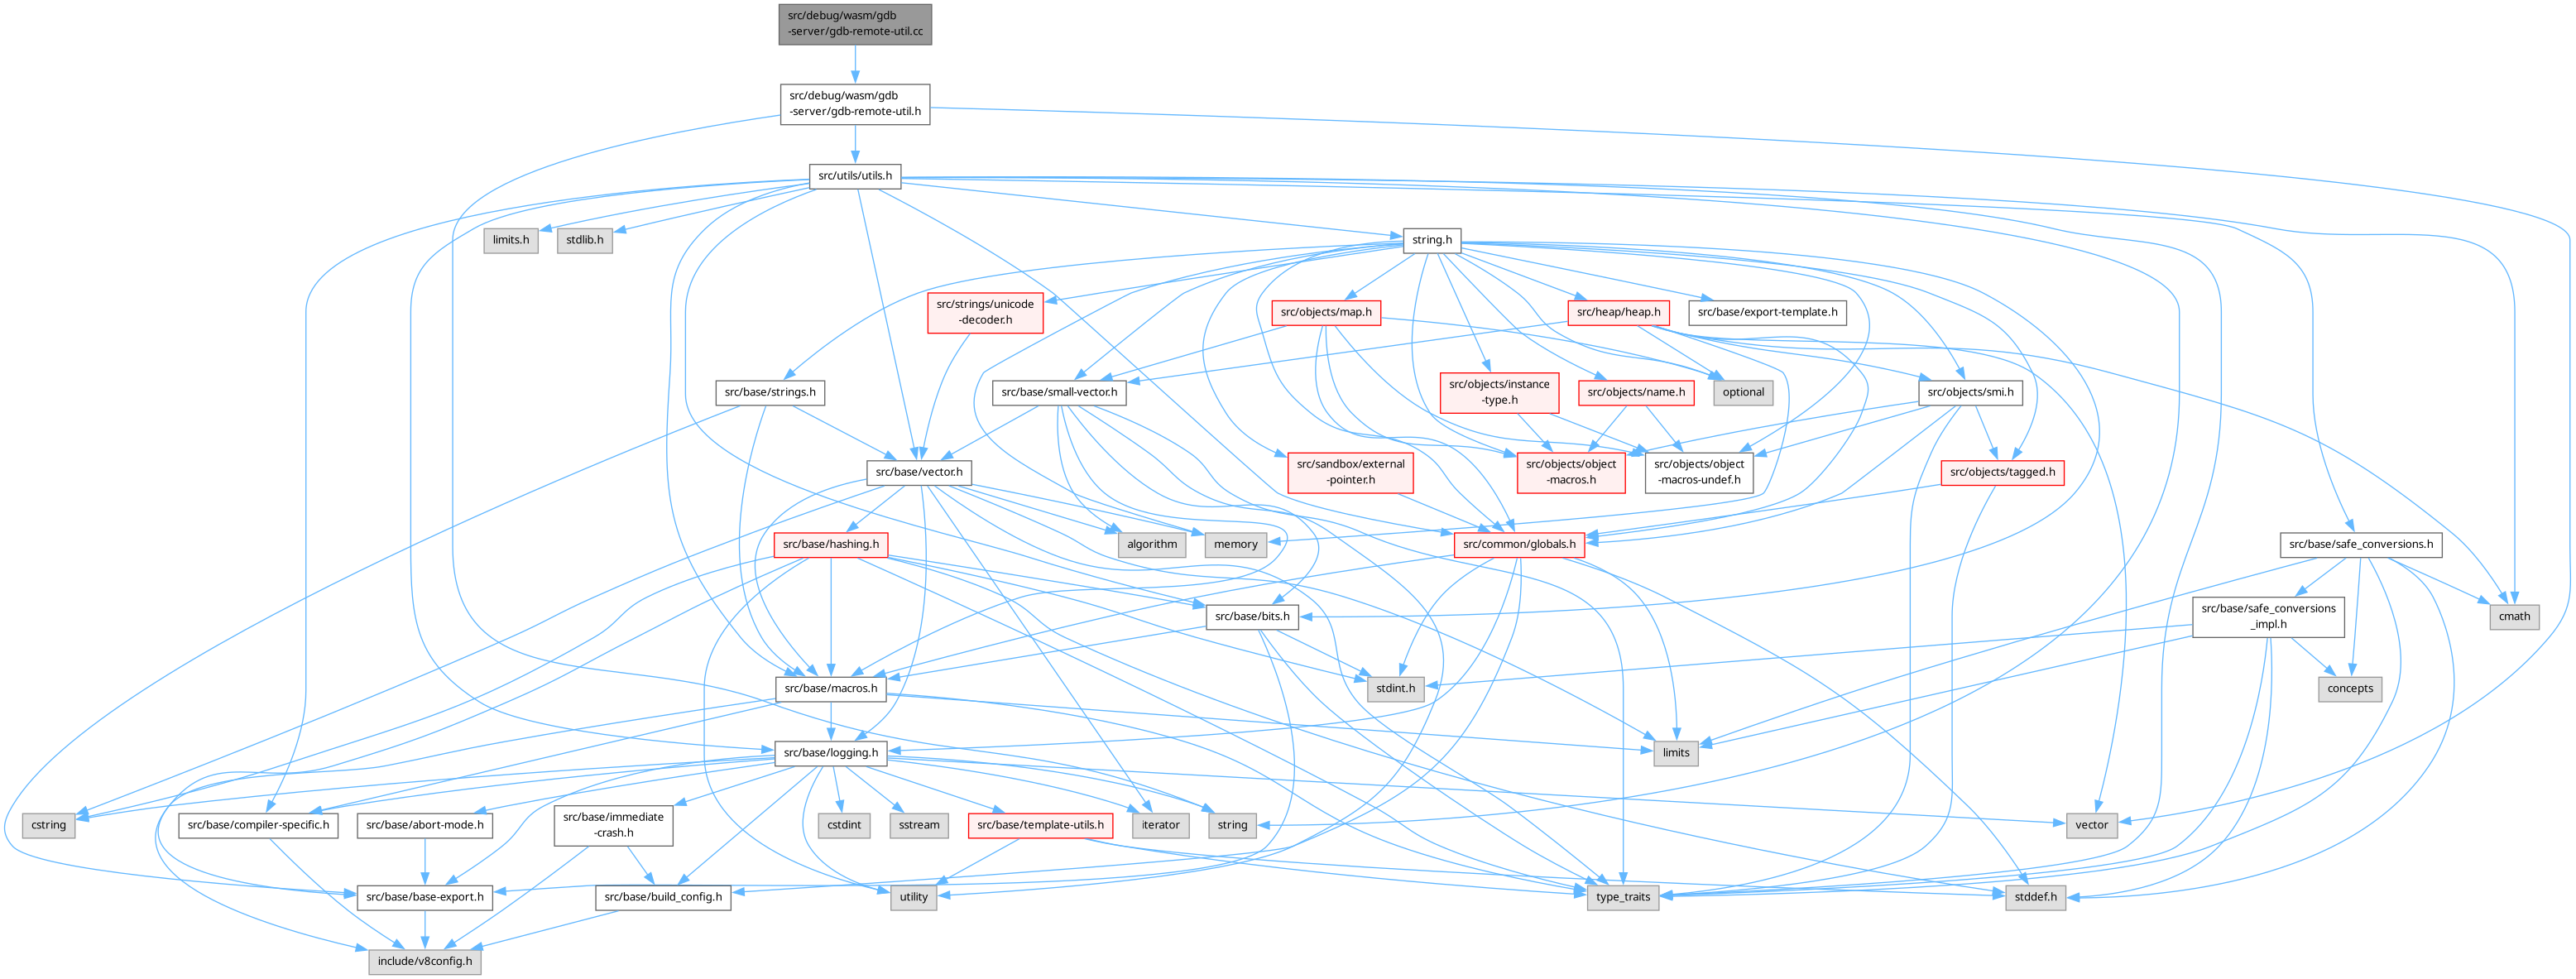 src/debug/wasm/gdb
-server/gdb-remote-util.cc
src/debug/wasm/gdb
-server/gdb-remote-util.h
src/utils/utils.h
limits.h
stdlib.h
string.h
src/strings/unicode
-decoder.h
src/objects/map.h
src/heap/heap.h
src/base/export-template.h
src/base/strings.h
src/base/small-vector.h
src/objects/instance
-type.h
src/objects/name.h
optional
src/objects/smi.h
src/base/vector.h
src/sandbox/external
-pointer.h
src/objects/object
-macros.h
src/objects/object
-macros-undef.h
src/objects/tagged.h
src/base/hashing.h
algorithm
memory
src/common/globals.h
src/base/safe_conversions.h
src/base/bits.h
src/base/safe_conversions
_impl.h
cmath
src/base/macros.h
stdint.h
concepts
src/base/logging.h
limits
cstring
src/base/compiler-specific.h
src/base/abort-mode.h
src/base/immediate
-crash.h
cstdint
sstream
src/base/template-utils.h
iterator
string
vector
src/base/base-export.h
src/base/build_config.h
utility
type_traits
stddef.h
include/v8config.h